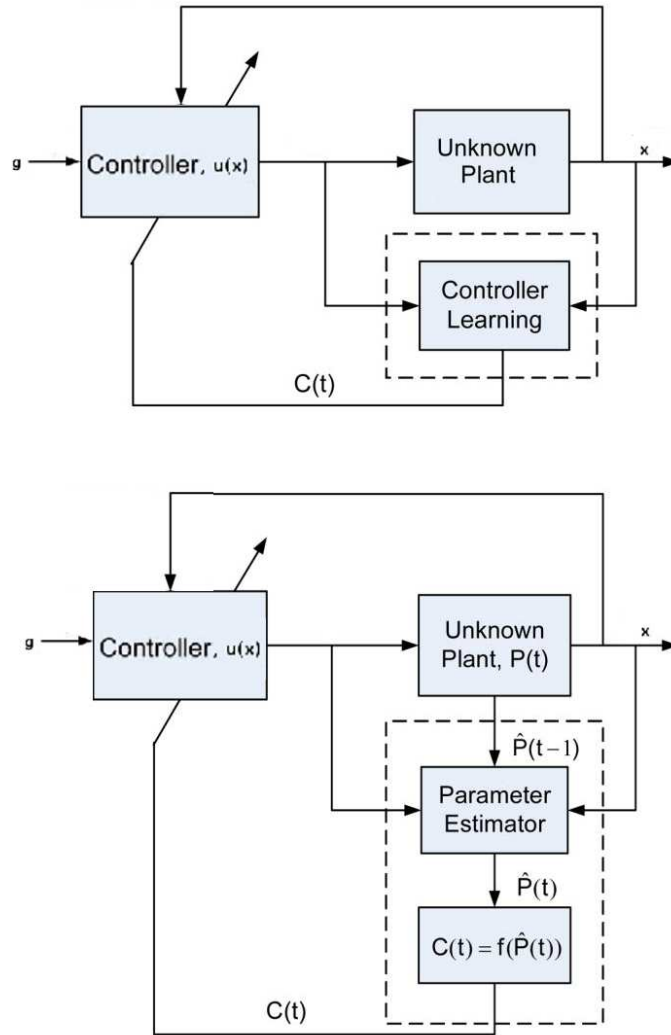 g
Controller, u(x)
Unknown
Plant
x
Controller
Learning
C(t)
g
Controller, u(x)
Unknown
Plant, P(t)
x
P̂(t−1)
Parameter
Estimator
P̂(t)
C(t) = f(P̂(t))
C(t)